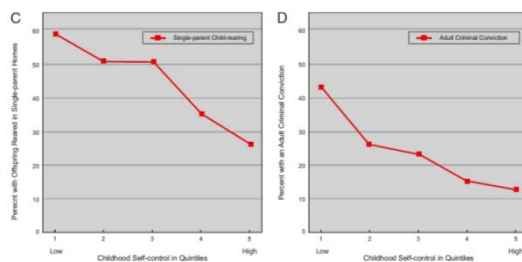 C
Single-parent Child-rearing
Perecnt with Offspring Reared in Single-parent Homes
60
50
40
30
20
10
0
1 2 3 4 5
Low High
Childhood Self-control in Quintiles
D
Adult Criminal Conviction
Percent with an Adult Criminal Conviction
60
50
40
30
20
10
0
1 2 3 4 5
Low High
Childhood Self-control in Quintiles